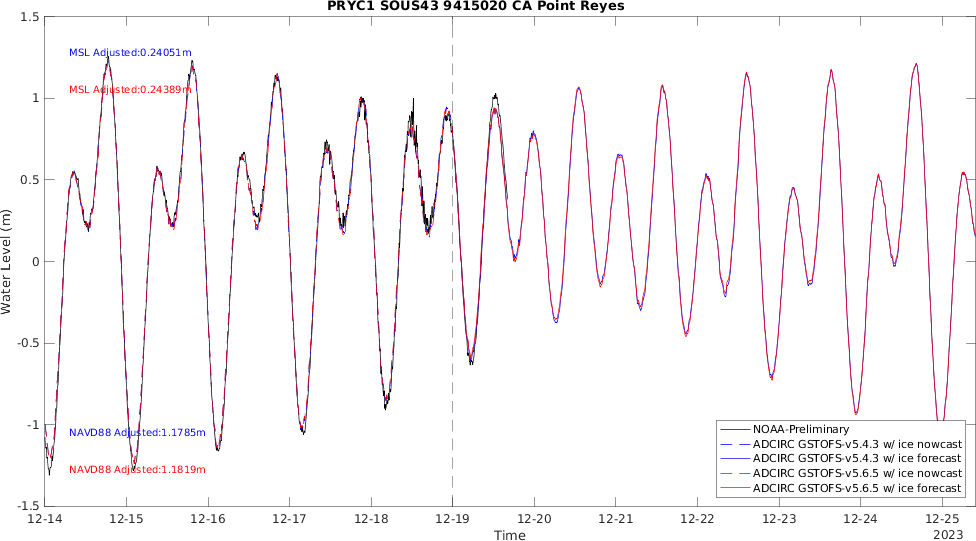 PRYC1 SOUS43 9415020 CA Point Reyes
1.5
1
0.5
0
-0.5
-1
-1.5
Water Level (m)
MSL Adjusted:0.24051m
MSL Adjusted:0.24389m
NAVD88 Adjusted:1.1785m
NAVD88 Adjusted:1.1819m
NOAA-Preliminary
ADCIRC GSTOFS-v5.4.3 w/ ice nowcast
ADCIRC GSTOFS-v5.4.3 w/ ice forecast
ADCIRC GSTOFS-v5.6.5 w/ ice nowcast
ADCIRC GSTOFS-v5.6.5 w/ ice forecast
12-14 12-15 12-16 12-17 12-18 12-19 12-20 12-21 12-22 12-23 12-24 12-25
Time
2023